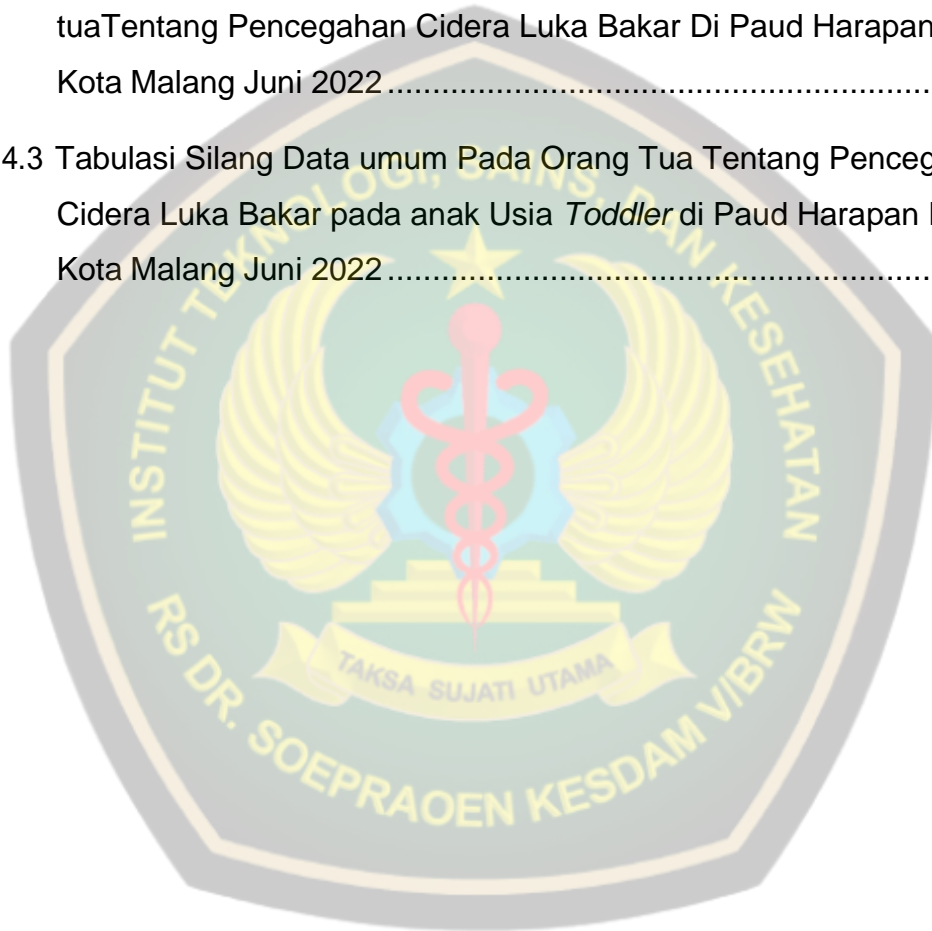 tuaTentang Pencegahan Cidera Luka Bakar Di Paud Harapan
Kota Malang Juni 2022.............................................................
4.3 Tabulasi Silang Data umum Pada Orang Tua Tentang Penceg
Cidera Luka Bakar pada anak Usia Toddler di Paud Harapan
Kota Malang Juni 2022.............................................................
INSTITUT TEKNOLOGI, SAINS, DAN KESEHATAN
TAKSA SUJATI UTAMA
RS DR. SOEPRAOEN KESDAM V/BRW